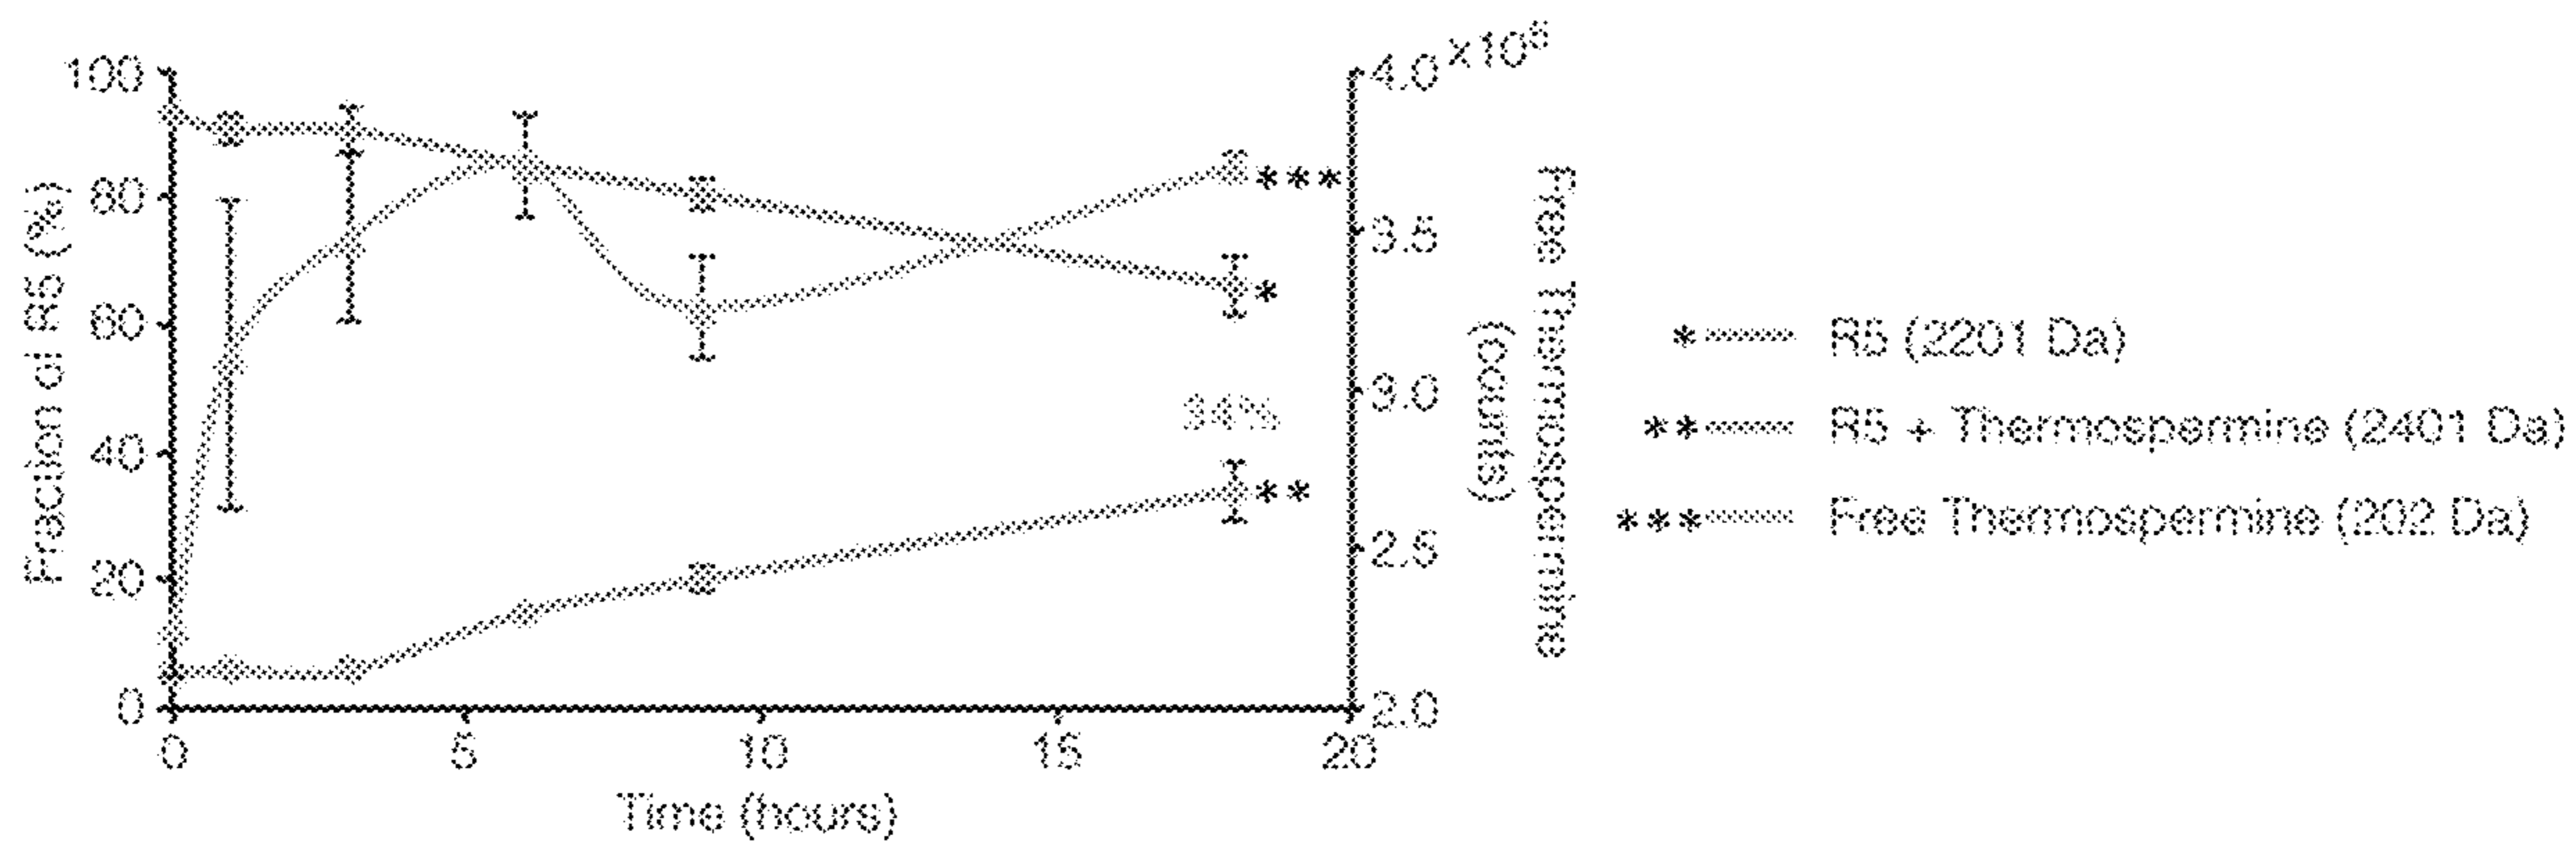 100
80
60
40
20
0
Fraction of R5 (%)
0
5
10
15
20
Time (hours)
34%
***
*
**
4.0
3.5
3.0
2.5
2.0
Free Thermospermine
(counts)
* R5 (2201 Da)
** R5 + Thermospermine (2401 Da)
*** Free Thermospermine (202 Da)